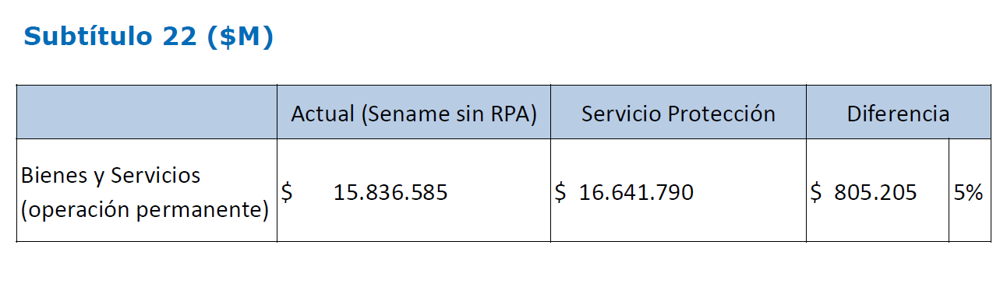 Subtítulo 22 ($M)
Actual (Sename sin RPA) Servicio Protección Diferencia
Bienes y Servicios
(operación permanente) $ 15.836.585 $ 16.641.790 $ 805.205 5%